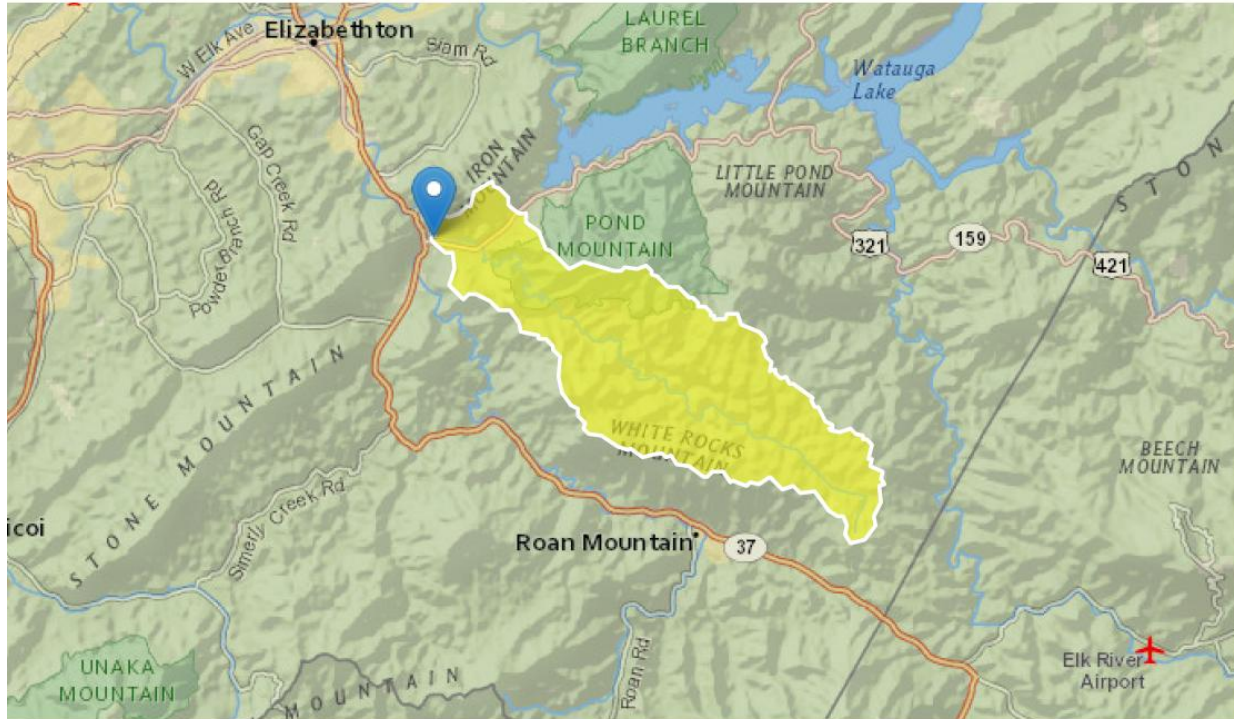 Elizabethton
W Elk Ave
Siam Rd
LAUREL
BRANCH
Watauga
Lake
Gap Creek Rd
Powder Branch Rd
IRON
MOUNTAIN
LITTLE POND
MOUNTAIN
POND
MOUNTAIN
STON
321
159
421
STONE MOUNTAIN
WHITE ROCKS
MOUNTAIN
BEECH
MOUNTAIN
Simerly Creek Rd
icoi
Roan Mountain
37
Roan Rd
UNAKA
MOUNTAIN
MOUNTAIN
Elk River
Airport